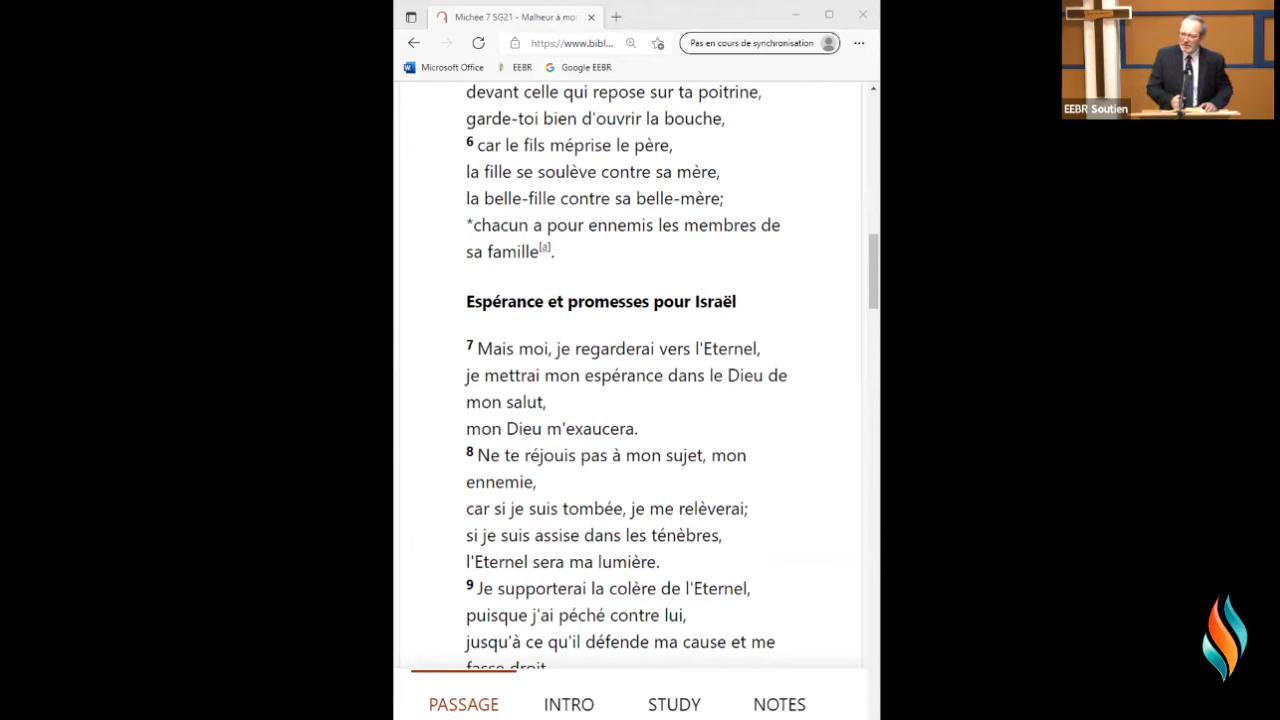 Michée 7 SG21 - Malheur à mo
https://www.bibl...
Pas en cours de synchronisation
Microsoft Office
EEBR
Google EEBR
devant celle qui repose sur ta poitrine,
garde-toi bien d'ouvrir la bouche,
6 car le fils méprise le père,
la fille se soulève contre sa mère,
la belle-fille contre sa belle-mère;
*chacun a pour ennemis les membres de
sa famille[a].
Espérance et promesses pour Israël
7 Mais moi, je regarderai vers l'Eternel,
je mettrai mon espérance dans le Dieu de
mon salut,
mon Dieu m'exaucera.
8 Ne te réjouis pas à mon sujet, mon
ennemie,
car si je suis tombée, je me relèverai;
si je suis assise dans les ténèbres,
l'Eternel sera ma lumière.
9 Je supporterai la colère de l'Eternel,
puisque j'ai péché contre lui,
jusqu'à ce qu'il défende ma cause et me
fasse droit
PASSAGE
INTRO
STUDY
NOTES
EEBR Soutien